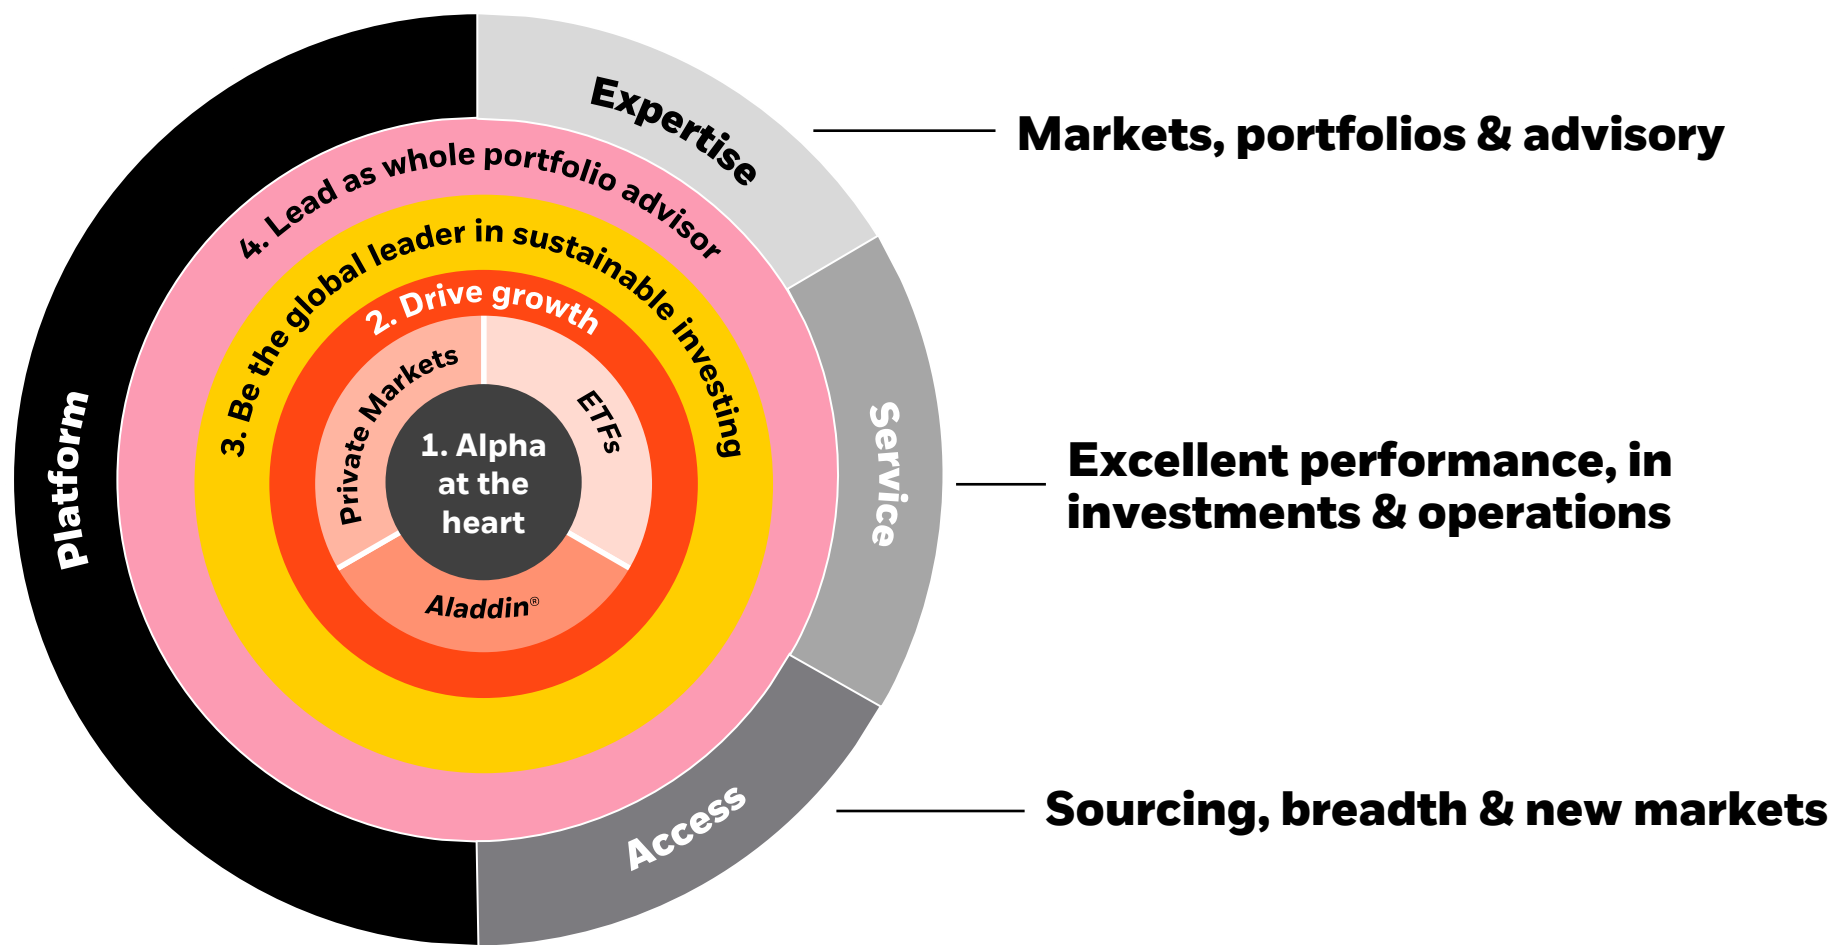 Expertise
Markets, portfolios & advisory
4. Lead as whole portfolio advisor
3. Be the global leader in sustainable investing
2. Drive growth
Private Markets
ETFs
1. Alpha
at the
heart
Aladdin®
Platform
Service
Excellent performance, in
investments & operations
Access
Sourcing, breadth & new markets